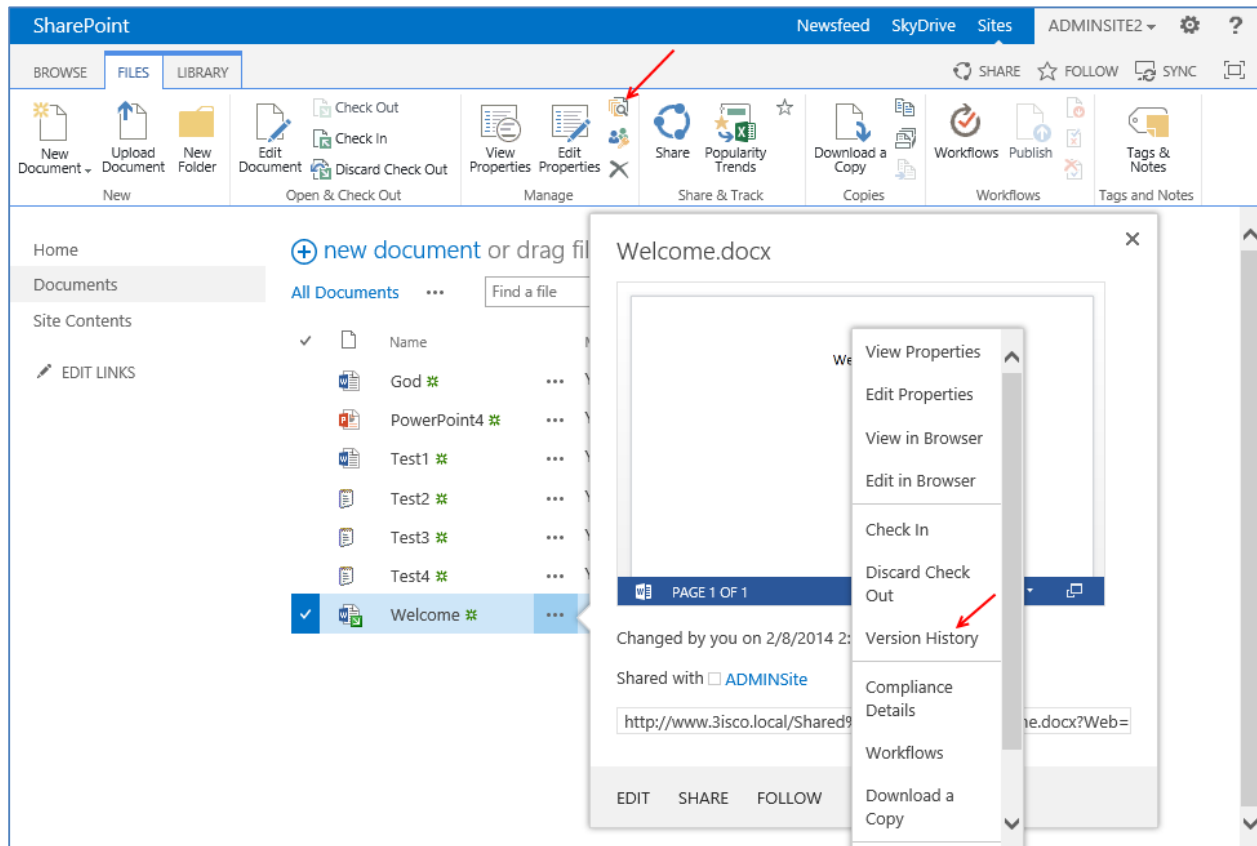 SharePoint Newsfeed SkyDrive Sites ADMINSITE2 ?
BROWSE FILES LIBRARY SHARE FOLLOW SYNC
New Document
Upload Document
New Folder
New
Edit Document
Check Out
Check In
Discard Check Out
Open & Check Out
View Properties
Edit Properties
Manage
Share
Popularity Trends
Share & Track
Download a Copy
Copies
Workflows
Publish
Workflows
Tags & Notes
Tags and Notes
Home
Documents
Site Contents
EDIT LINKS
new document or drag fil
All Documents ... Find a file
Name
God
PowerPoint4
Test1
Test2
Test3
Test4
Welcome
Welcome.docx
We
PAGE 1 OF 1
Changed by you on 2/8/2014 2:
Shared with ADMINSite
http://www.3isco.local/Shared% ne.docx?Web=
EDIT SHARE FOLLOW
View Properties
Edit Properties
View in Browser
Edit in Browser
Check In
Discard Check
Out
Version History
Compliance
Details
Workflows
Download a
Copy